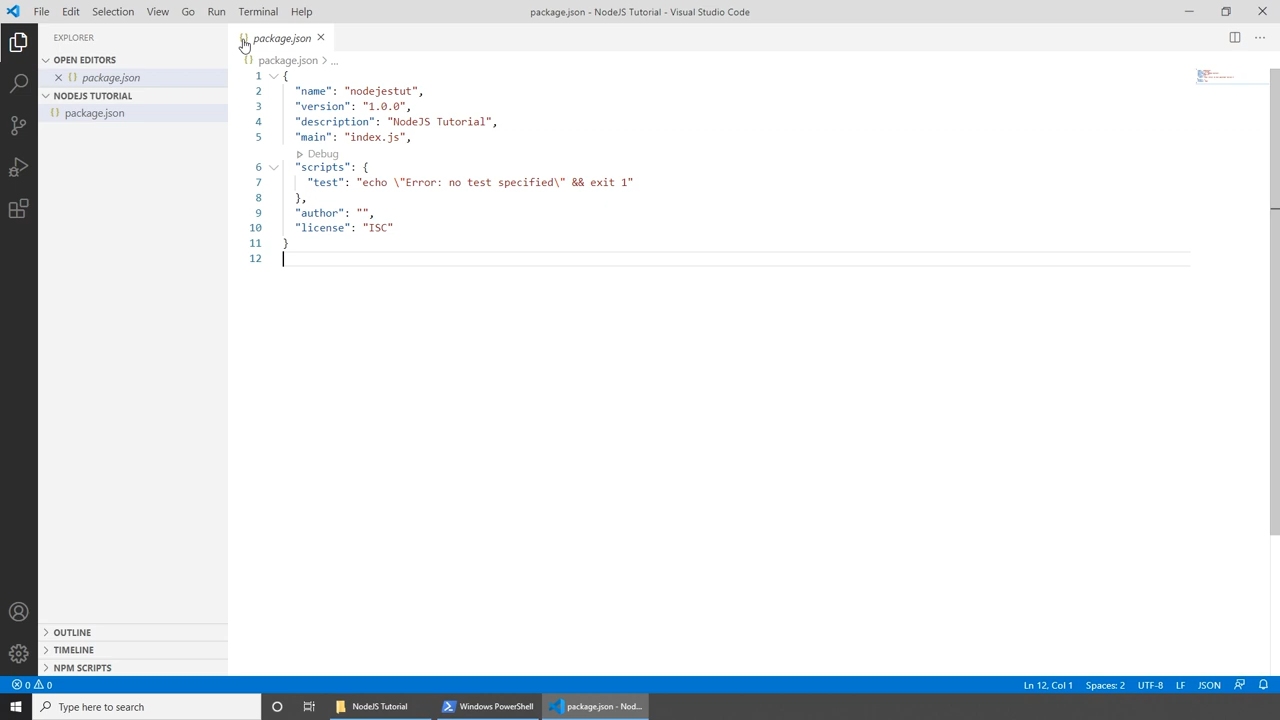 File Edit Selection View Go Run Terminal Help
package.json - NodeJS Tutorial - Visual Studio Code
EXPLORER
OPEN EDITORS
{} package.json
NODEJS TUTORIAL
{} package.json
OUTLINE
TIMELINE
NPM SCRIPTS
{} package.json
{} package.json > ...
1 {
2 "name": "nodejestut",
3 "version": "1.0.0",
4 "description": "NodeJS Tutorial",
5 "main": "index.js",
Debug
6 "scripts": {
7 "test": "echo \"Error: no test specified\" && exit 1"
8 },
9 "author": "",
10 "license": "ISC"
11 }
12
0 0
Ln 12, Col 1 Spaces: 2 UTF-8 LF JSON
Type here to search
NodeJS Tutorial
Windows PowerShell
package.json - Nod...